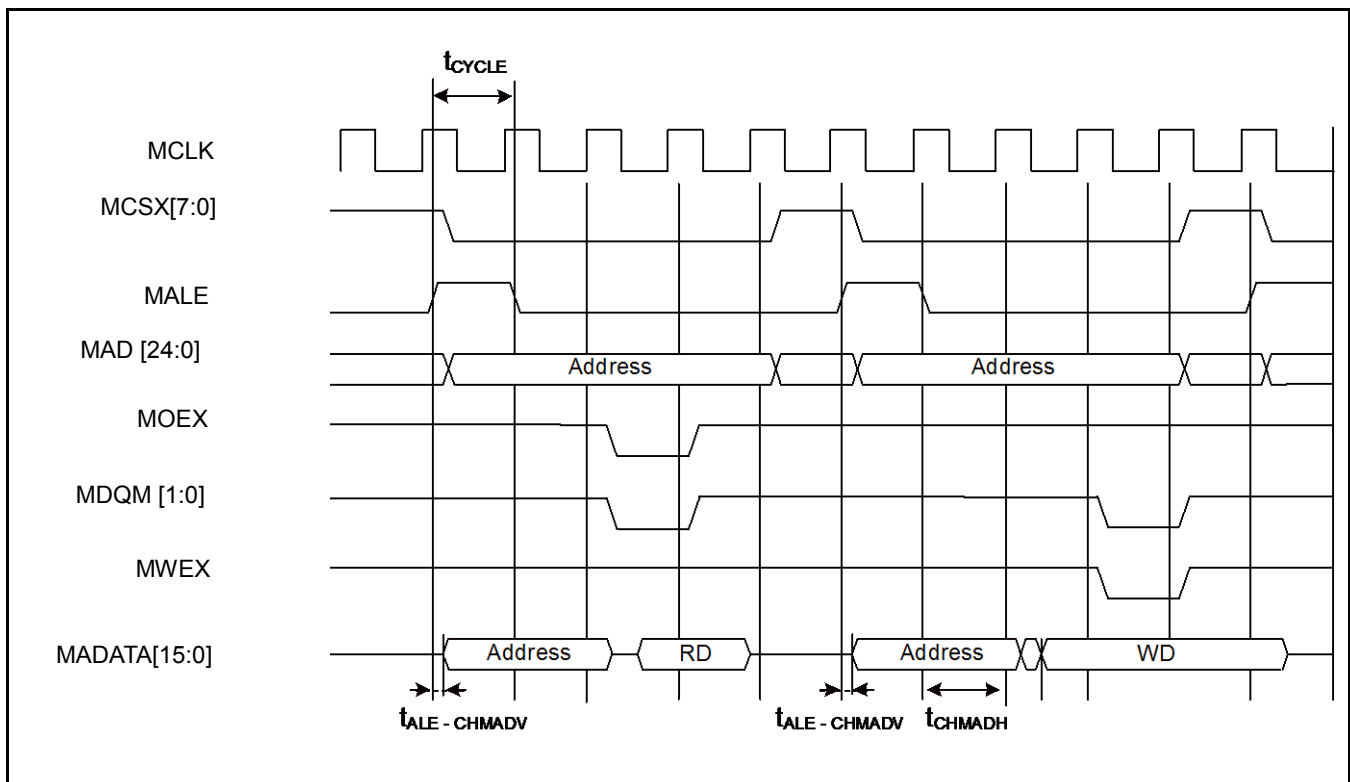 tCYCLE
MCLK
MCSX[7:0]
MALE
MAD [24:0]
Address
Address
MOEX
MDQM [1:0]
MWEX
MADATA[15:0]
Address
RD
Address
WD
tALE - CHMADV
tALE - CHMADV
tCHMADH